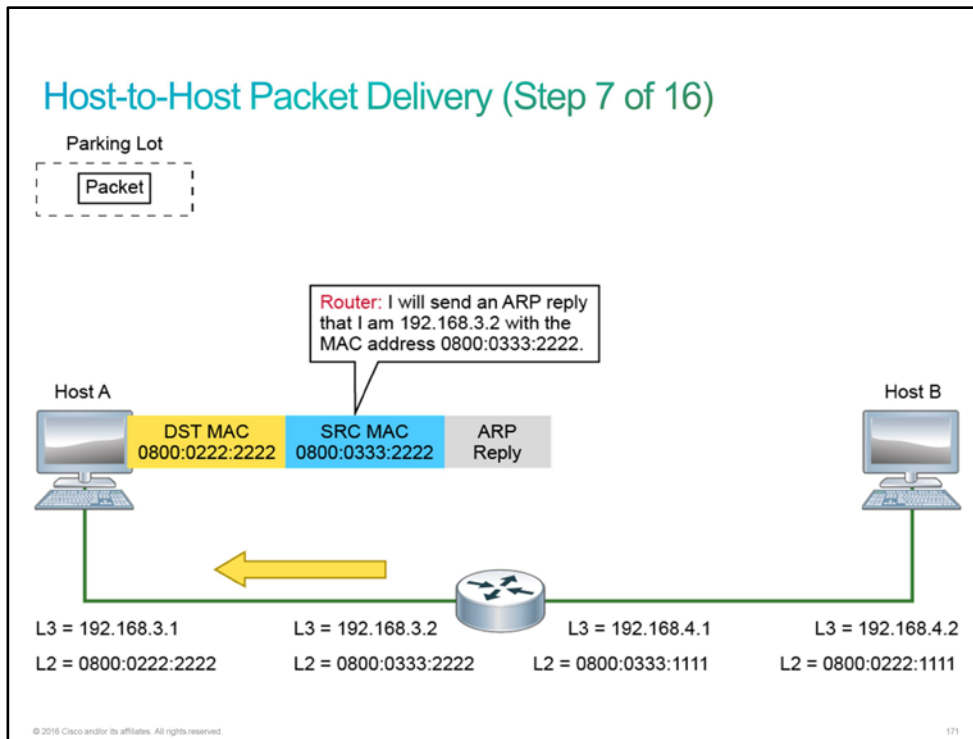 Host-to-Host Packet Delivery (Step 7 of 16)
Parking Lot
Packet
Router: I will send an ARP reply
that I am 192.168.3.2 with the
MAC address 0800:0333:2222.
Host A
Host B
DST MAC
0800:0222:2222
SRC MAC
0800:0333:2222
ARP
Reply
L3 = 192.168.3.1
L3 = 192.168.3.2
L3 = 192.168.4.1
L3 = 192.168.4.2
L2 = 0800:0222:2222
L2 = 0800:0333:2222
L2 = 0800:0333:1111
L2 = 0800:0222:1111
© 2016 Cisco and/or its affiliates. All rights reserved.
171